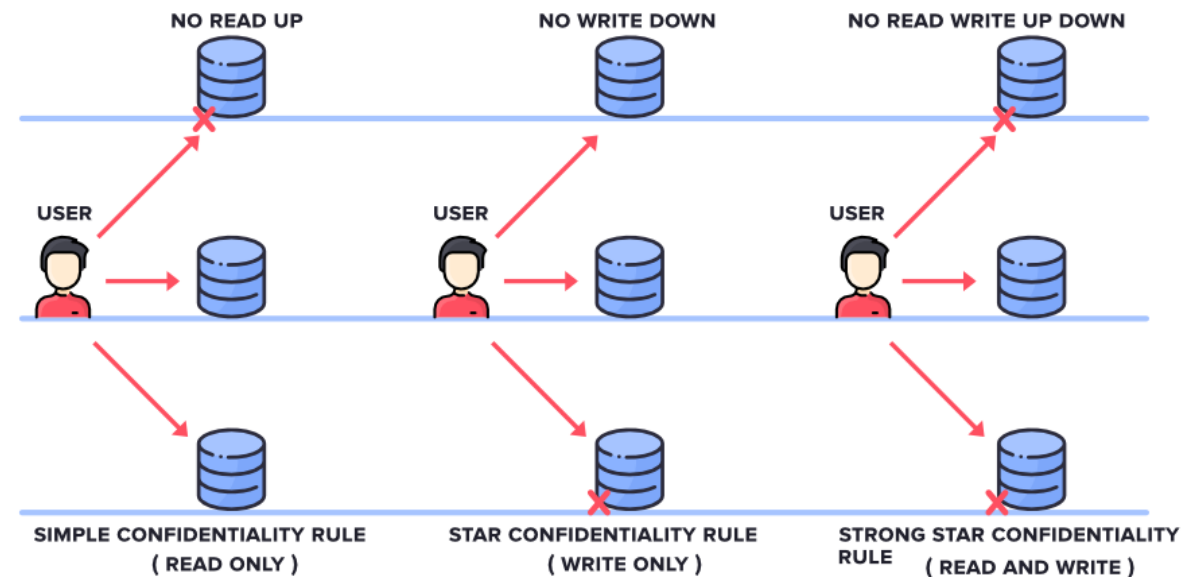 NO READ UP
NO WRITE DOWN
NO READ WRITE UP DOWN
USER
USER
USER
SIMPLE CONFIDENTIALITY RULE
( READ ONLY )
STAR CONFIDENTIALITY RULE
( WRITE ONLY )
STRONG STAR CONFIDENTIALITY
RULE
( READ AND WRITE )